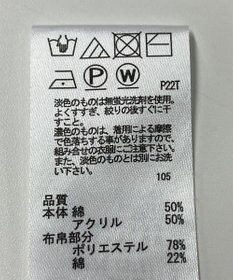 P W
P22T
淡色のものは無蛍光洗剤を使用。
よくすすぎ、絞りの後すぐに干
すこと。
濃色のものは、着用による摩擦
で色落ちする事がありますので、
組み合せの衣服にご注意下さい。
また、淡色のものとは別にお洗
い下さい。
105
品質
本体 綿 50%
アクリル 50%
布帛部分
ポリエステル 78%
綿 22%